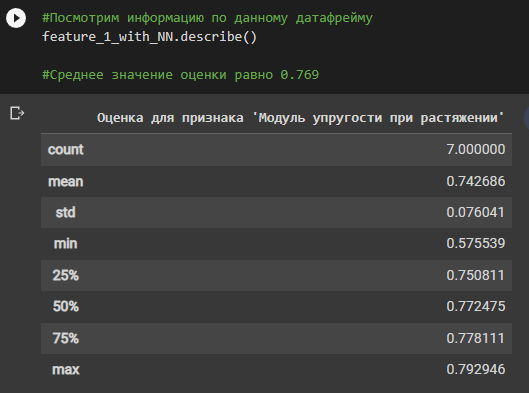 #Посмотрим информацию по данному датафрейму
feature_1_with_NN.describe()
#Среднее значение оценки равно 0.769
Оценка для признака 'Модуль упругости при растяжении'
count 7.000000
mean 0.742686
std 0.076041
min 0.575539
25% 0.750811
50% 0.772475
75% 0.778111
max 0.792946